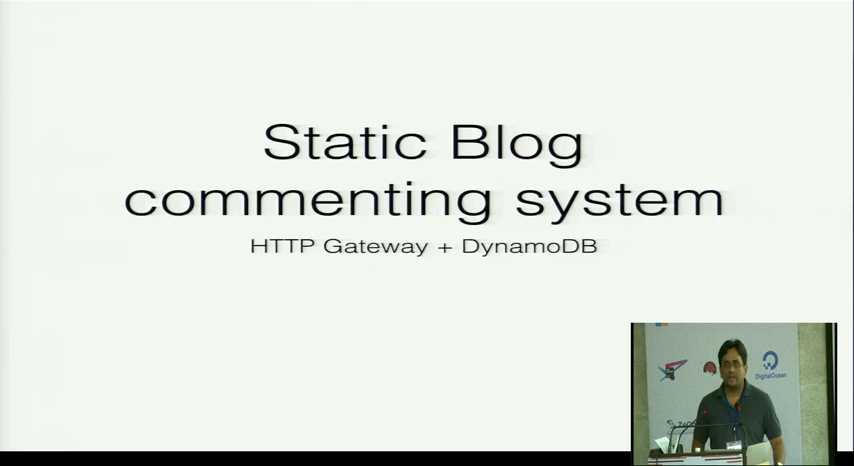 Static Blog
commenting system
HTTP Gateway + DynamoDB
DigitalOcean